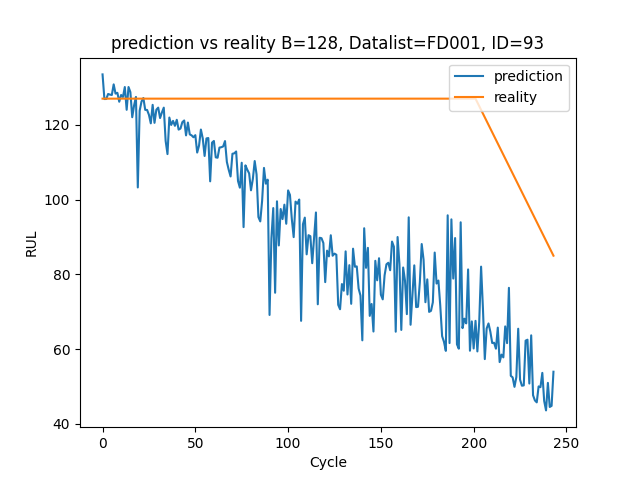 prediction vs reality B=128, Datalist=FD001, ID=93
prediction
reality
RUL
120
100
80
60
40
0
50
100
150
200
250
Cycle